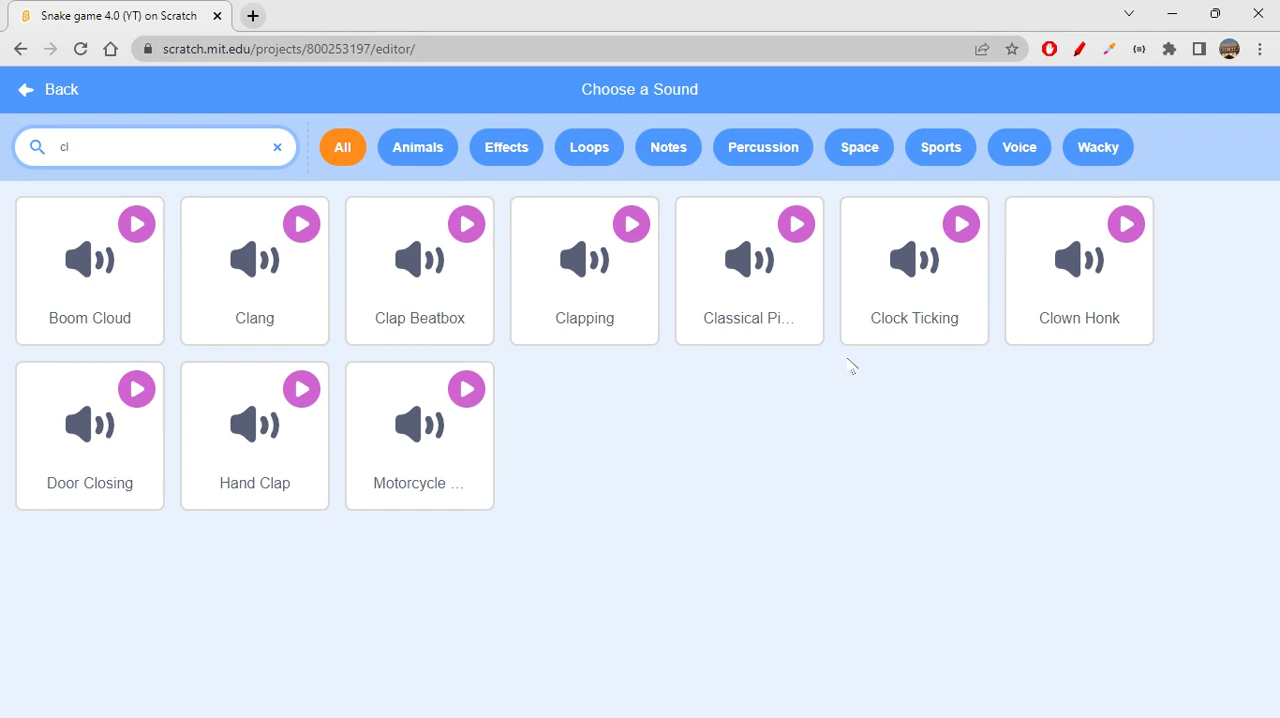 Snake game 4.0 (YT) on Scratch
scratch.mit.edu/projects/800253197/editor/
Back
Choose a Sound
cl
All
Animals
Effects
Loops
Notes
Percussion
Space
Sports
Voice
Wacky
Boom Cloud
Clang
Clap Beatbox
Clapping
Classical Pi...
Clock Ticking
Clown Honk
Door Closing
Hand Clap
Motorcycle ...